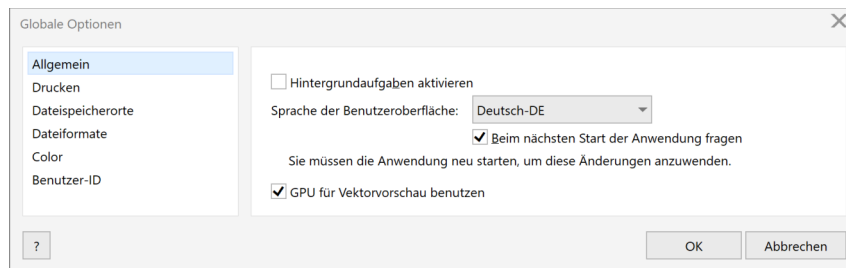 Globale Optionen
Allgemein
Drucken
Dateispeicherorte
Dateiformate
Color
Benutzer-ID
Hintergrundaufgaben aktivieren
Sprache der Benutzeroberfläche: Deutsch-DE
Beim nächsten Start der Anwendung fragen
Sie müssen die Anwendung neu starten, um diese Änderungen anzuwenden.
GPU für Vektorvorschau benutzen
? OK Abbrechen